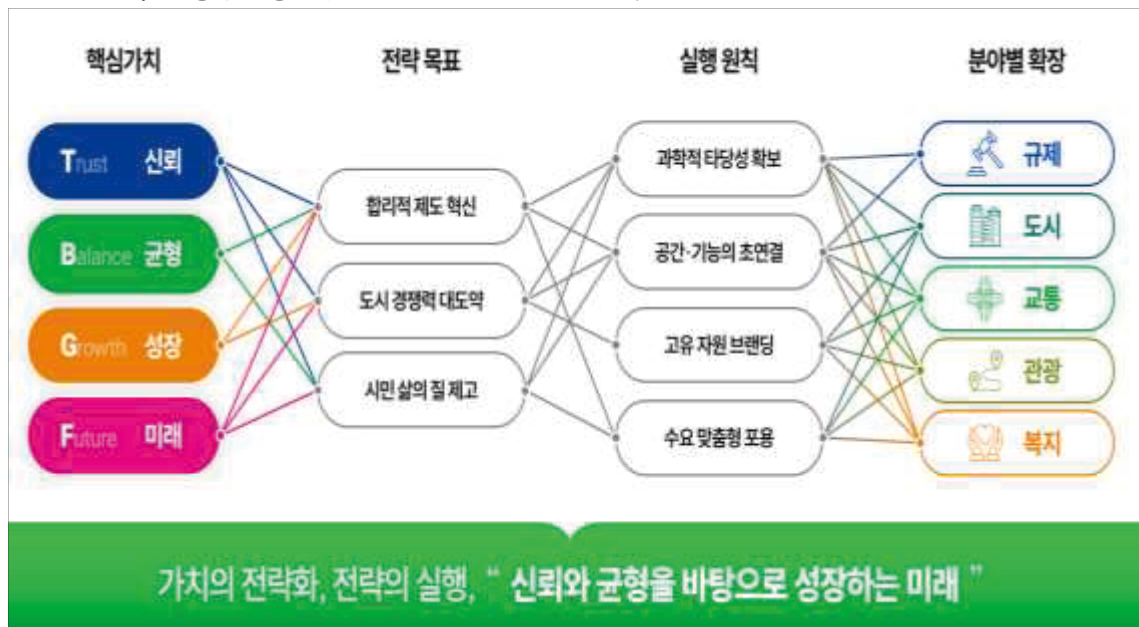 핵심가치
전략 목표
실행 원칙
분야별 확장
Trust 신뢰
Balance 균형
Growth 성장
Future 미래
합리적 제도 혁신
도시 경쟁력 대도약
시민 삶의 질 제고
과학적 타당성 확보
공간·기능의 초연결
고유 자원 브랜딩
수요 맞춤형 포용
규제
도시
교통
관광
복지
가치의 전략화, 전략의 실행, “ 신뢰와 균형을 바탕으로 성장하는 미래 ”